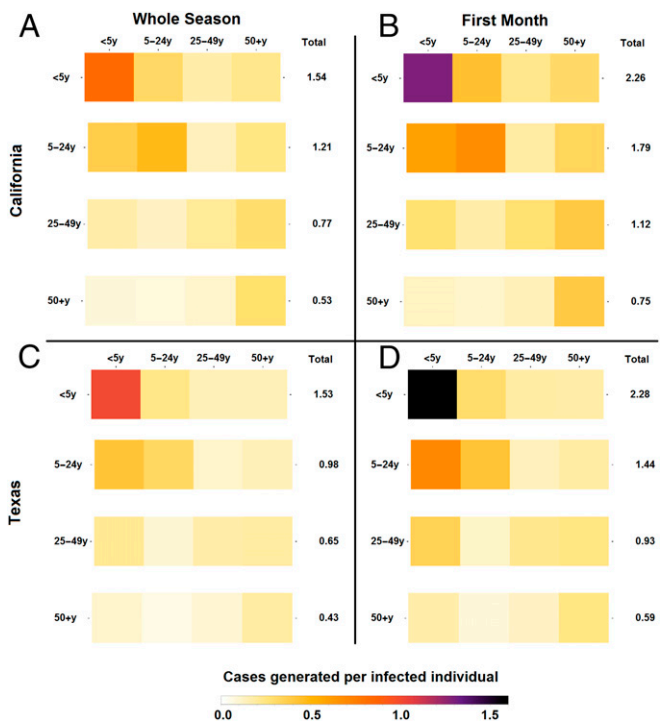 Whole Season
First Month
A
B
<5y 5–24y 25–49y 50+y Total
<5y 5–24y 25–49y 50+y Total
<5y 1.54
<5y 2.26
5–24y 1.21
5–24y 1.79
California
25–49y 0.77
25–49y 1.12
50+y 0.53
50+y 0.75
C
D
<5y 5–24y 25–49y 50+y Total
<5y 5–24y 25–49y 50+y Total
<5y 1.53
<5y 2.28
5–24y 0.98
5–24y 1.44
Texas
25–49y 0.65
25–49y 0.93
50+y 0.43
50+y 0.59
Cases generated per infected individual
0.0 0.5 1.0 1.5